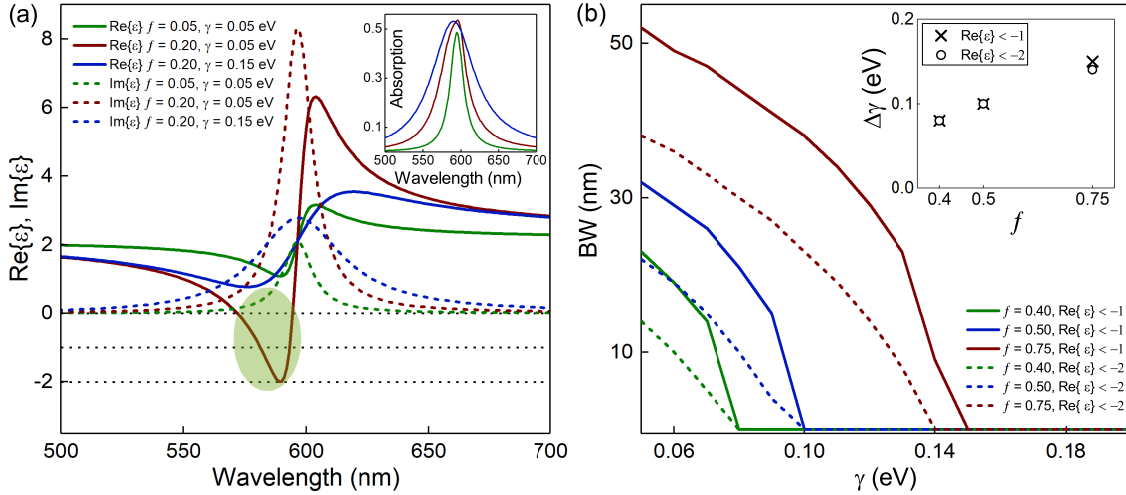 (a)
Re{ε} f = 0.05, γ = 0.05 eV
Re{ε} f = 0.20, γ = 0.05 eV
Re{ε} f = 0.20, γ = 0.15 eV
Im{ε} f = 0.05, γ = 0.05 eV
Im{ε} f = 0.20, γ = 0.05 eV
Im{ε} f = 0.20, γ = 0.15 eV
Re{ε}, Im{ε}
8
6
4
2
0
-2
500
550
600
650
700
Wavelength (nm)
Absorption
0.5
0.3
0.1
500
550
600
650
700
Wavelength (nm)
(b)
BW (nm)
50
30
10
0.06
0.10
0.14
0.18
γ (eV)
Δγ (eV)
0.2
0.1
0.0
0.4
0.5
0.75
f
Re{ε} < -1
Re{ε} < -2
f = 0.40, Re{ ε} < -1
f = 0.50, Re{ ε} < -1
f = 0.75, Re{ ε} < -1
f = 0.40, Re{ ε} < -2
f = 0.50, Re{ ε} < -2
f = 0.75, Re{ ε} < -2